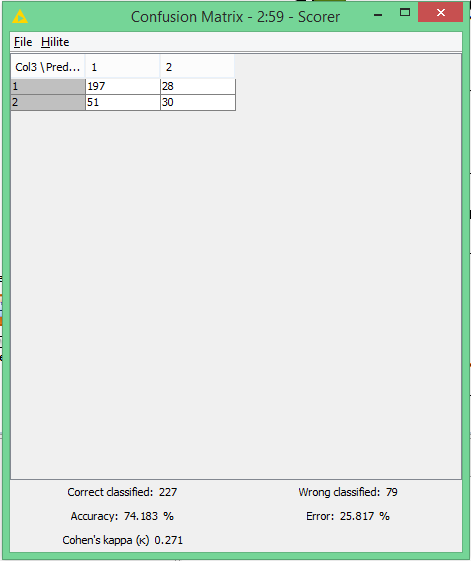 Confusion Matrix - 2:59 - Scorer
File Hilite
Col3 \ Pred... 1 2
1 197 28
2 51 30
Correct classified: 227 Wrong classified: 79
Accuracy: 74.183 % Error: 25.817 %
Cohen's kappa (κ) 0.271